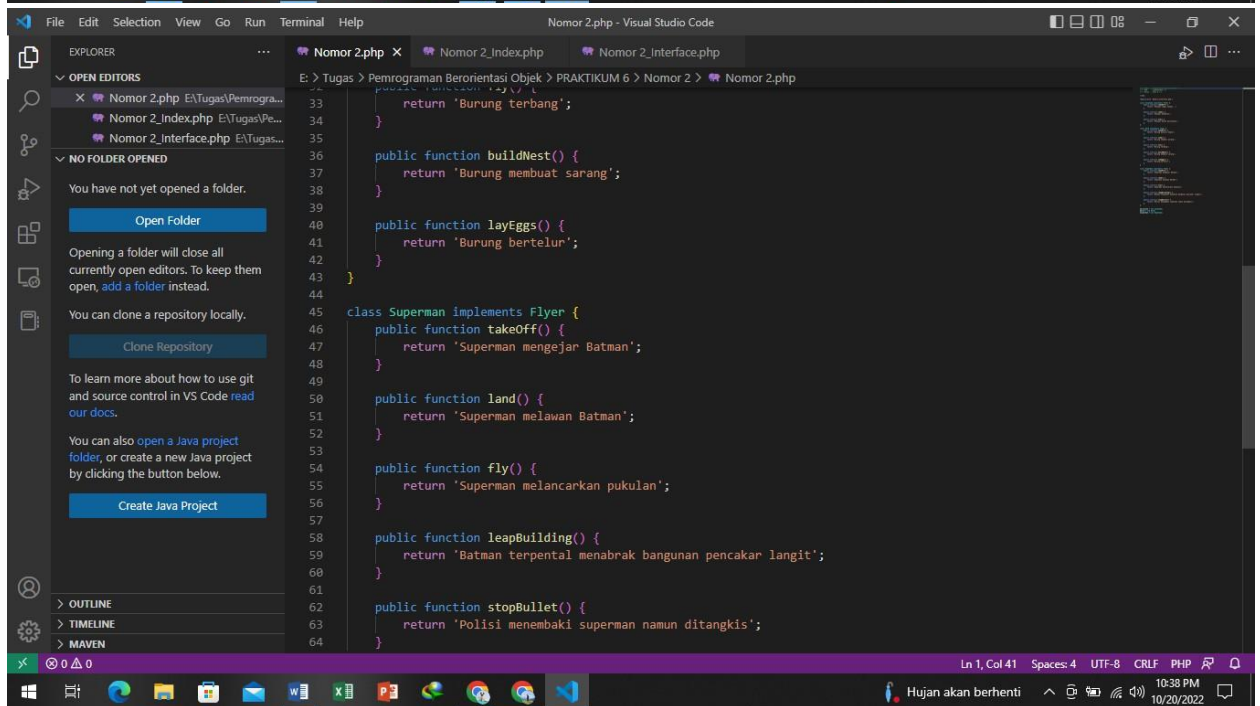 File Edit Selection View Go Run Terminal Help Nomor 2.php - Visual Studio Code
EXPLORER
Nomor 2.php Nomor 2_Index.php Nomor 2_Interface.php
OPEN EDITORS
E: > Tugas > Pemrograman Berorientasi Objek > PRAKTIKUM 6 > Nomor 2 > Nomor 2.php
Nomor 2.php E:\Tugas\Pemrogra...
Nomor 2_Index.php E:\Tugas\Pe...
Nomor 2_Interface.php E:\Tugas...
NO FOLDER OPENED
You have not yet opened a folder.
Open Folder
Opening a folder will close all
currently open editors. To keep them
open, add a folder instead.
You can clone a repository locally.
Clone Repository
To learn more about how to use git
and source control in VS Code read
our docs.
You can also open a Java project
folder, or create a new Java project
by clicking the button below.
Create Java Project
OUTLINE
TIMELINE
MAVEN
32 public function fly() {
33 return 'Burung terbang';
34 }
35
36 public function buildNest() {
37 return 'Burung membuat sarang';
38 }
39
40 public function layEggs() {
41 return 'Burung bertelur';
42 }
43 }
44
45 class Superman implements Flyer {
46 public function takeOff() {
47 return 'Superman mengejar Batman';
48 }
49
50 public function land() {
51 return 'Superman melawan Batman';
52 }
53
54 public function fly() {
55 return 'Superman melancarkan pukulan';
56 }
57
58 public function leapBuilding() {
59 return 'Batman terpental menabrak bangunan pencakar langit';
60 }
61
62 public function stopBullet() {
63 return 'Polisi menembaki superman namun ditangkis';
64 }
0 0 Ln 1, Col 41 Spaces: 4 UTF-8 CRLF PHP
Hujan akan berhenti 10:38 PM
10/20/2022